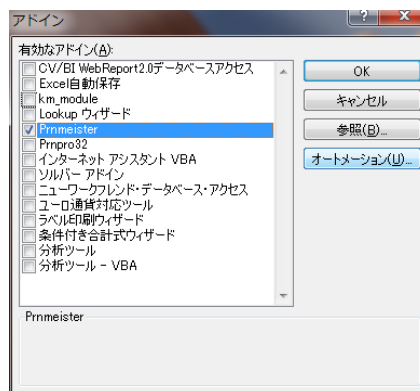 アドイン
有効なアドイン(A):
CV/BI WebReport2.0データベースアクセス
Excel自動保存
km_module
Lookup ウィザード
Prnmeister
Prnpro32
インターネット アシスタント VBA
ソルバー アドイン
ニューワークフレンド・データベース・アクセス
ユーロ通貨対応ツール
ラベル印刷ウィザード
条件付き合計式ウィザード
分析ツール
分析ツール - VBA
OK
キャンセル
参照(B)...
オートメーション(U)...
Prnmeister